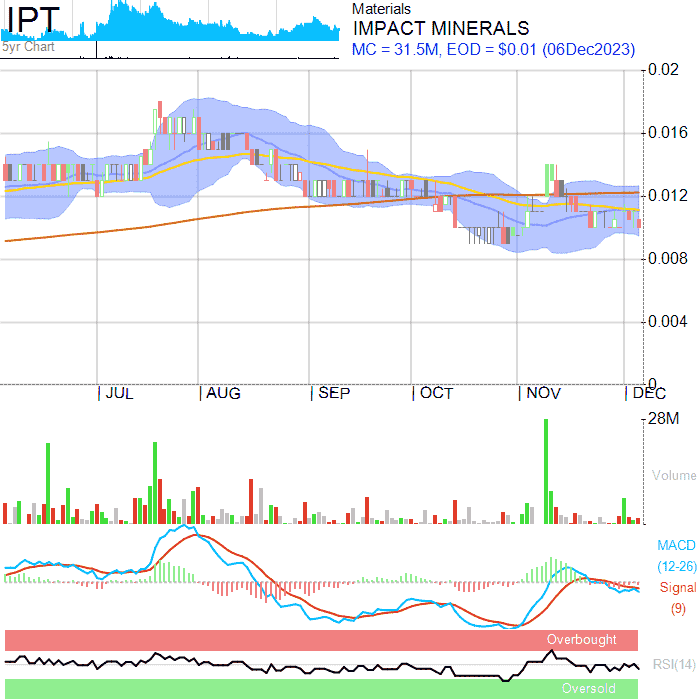 IPT
5yr Chart
Materials
IMPACT MINERALS
MC = 31.5M, EOD = $0.01 (06Dec2023)
0.02
0.016
0.012
0.008
0.004
0
JUL AUG SEP OCT NOV DEC
28M
Volume
MACD
(12-26)
Signal
(9)
Overbought
RSI(14)
Oversold